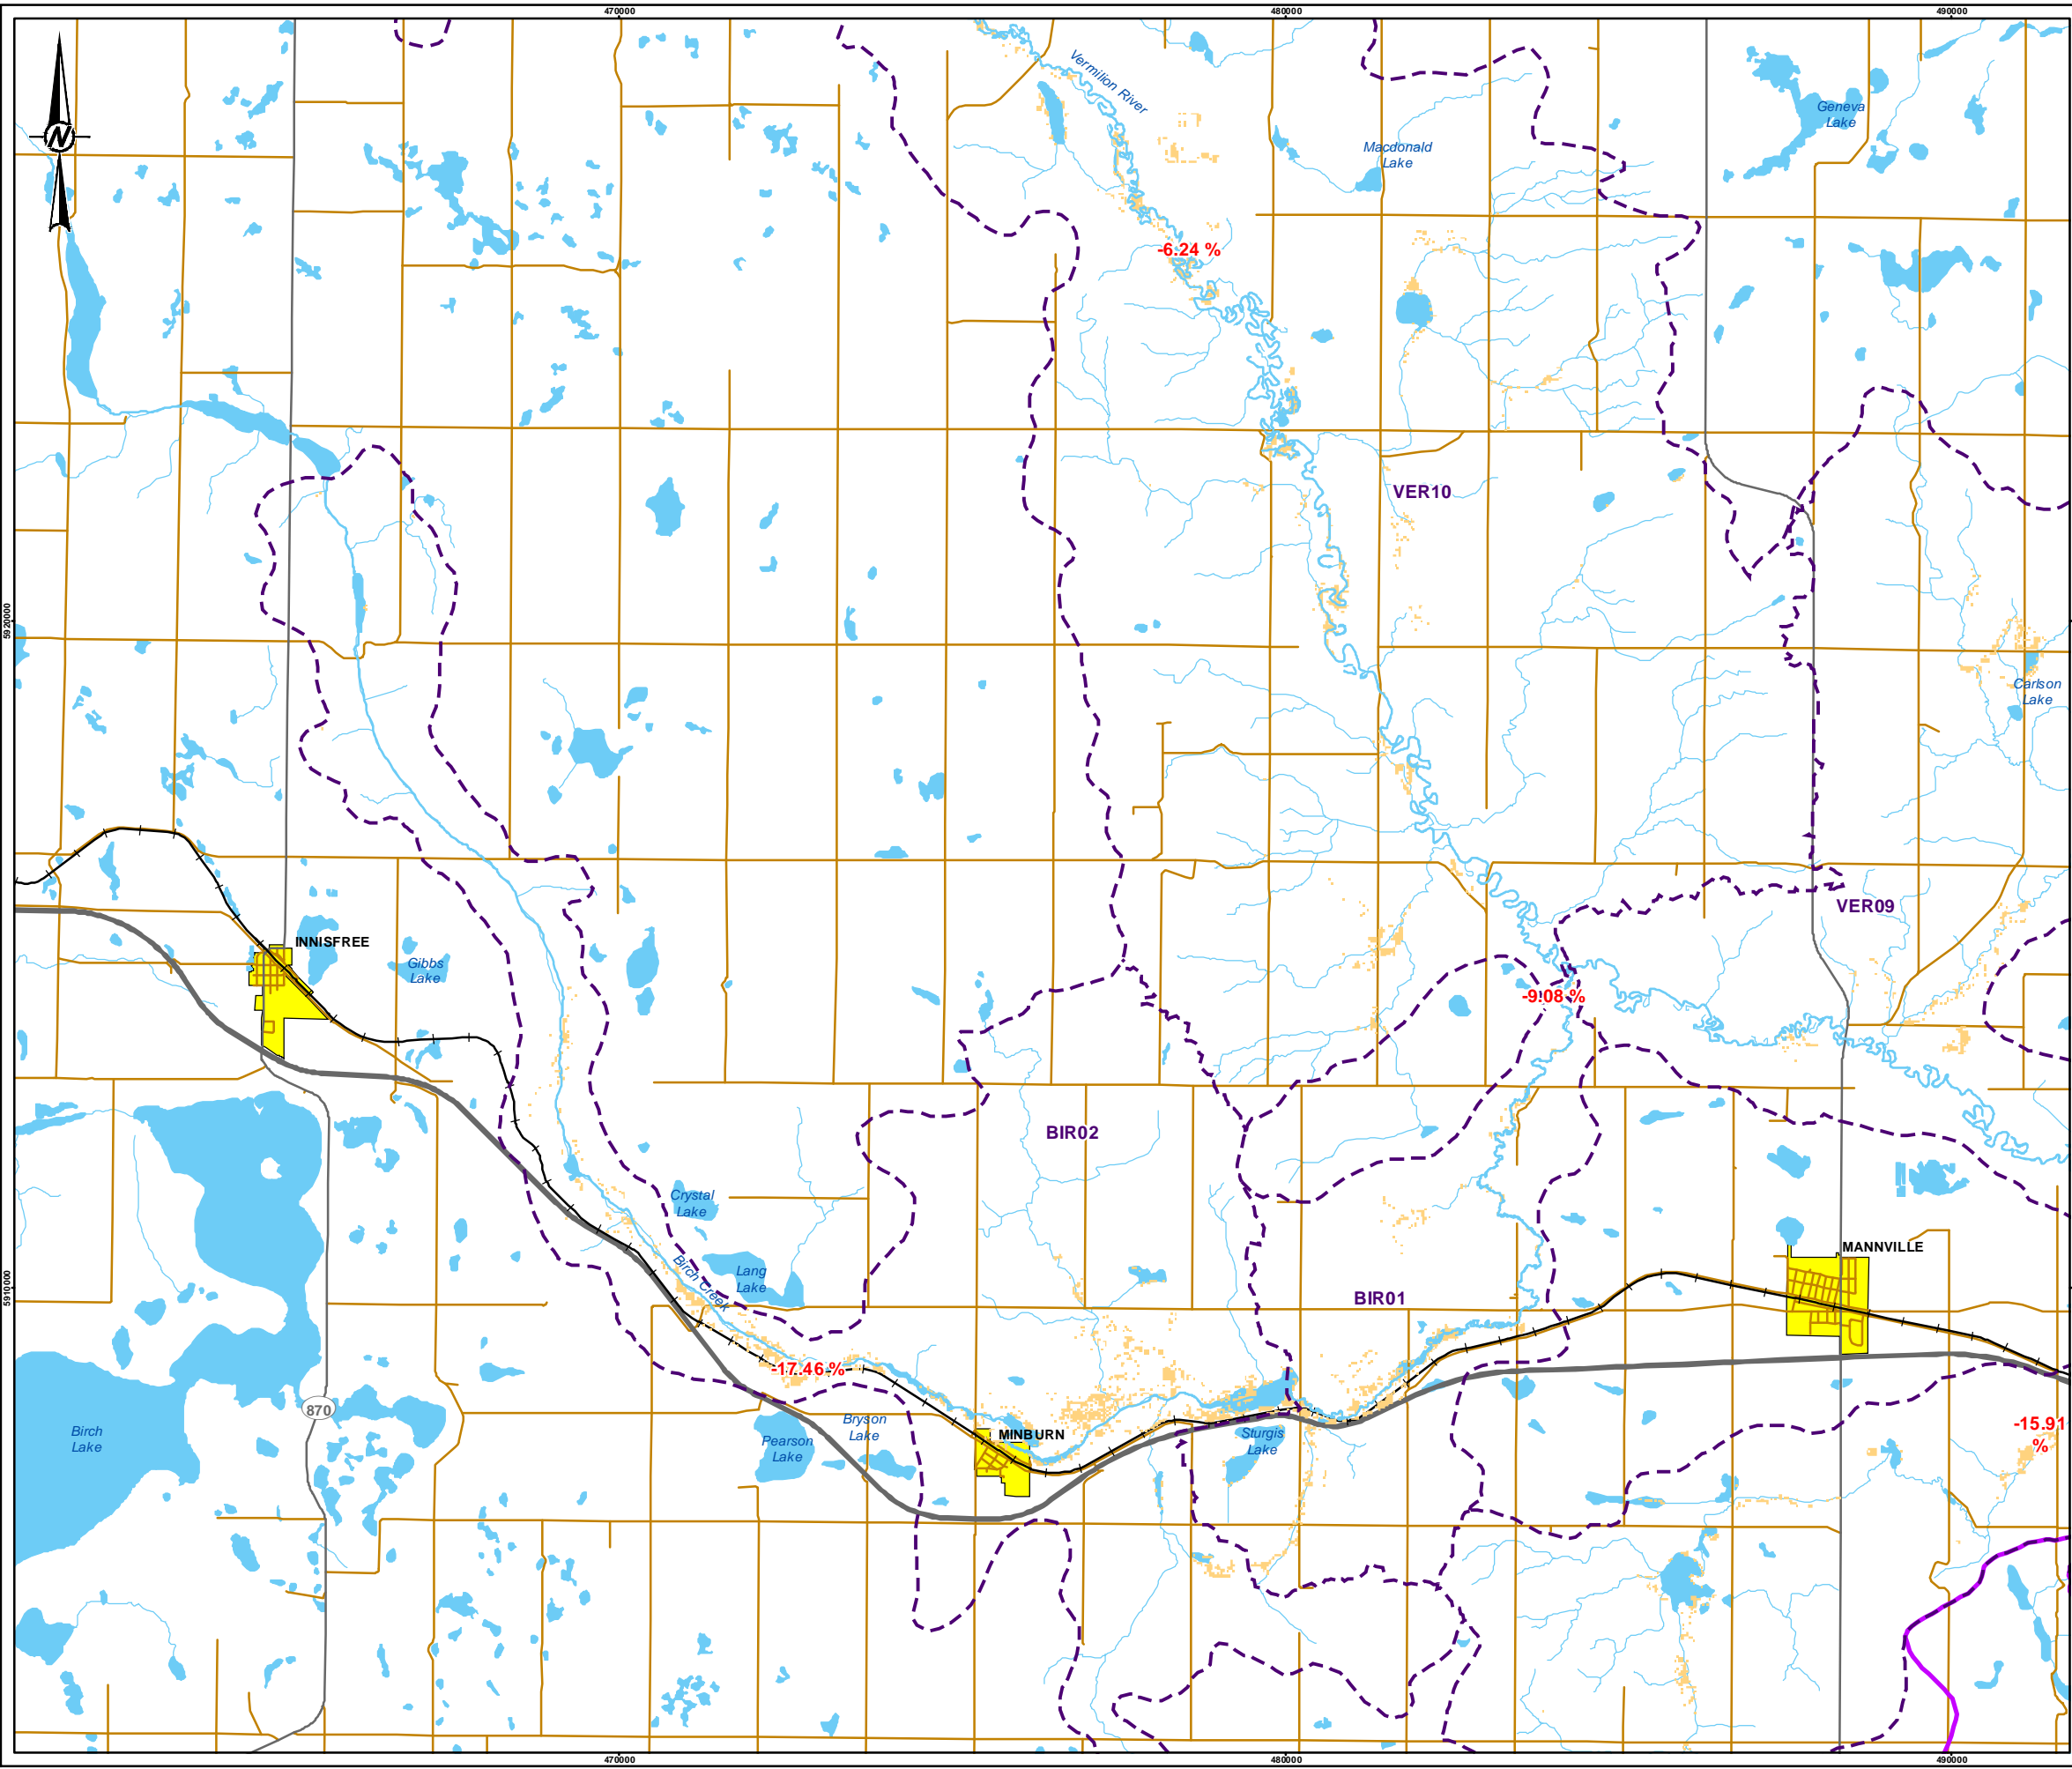 470000
480000
490000
Vermilion River
Geneva
Lake
N
Macdonald
Lake
-6.24 %
VER10
5920000
Carlson
Lake
VER09
INNISFREE
Gibbs
Lake
-9.08 %
BIR02
Crystal
Lake
MANNVILLE
Birch Creek
Lang
Lake
5910000
BIR01
-17.46 %
870
Birch
Lake
Bryson
Lake
Pearson
Lake
MINBURN
Sturgis
Lake
-15.91
%
470000
480000
490000